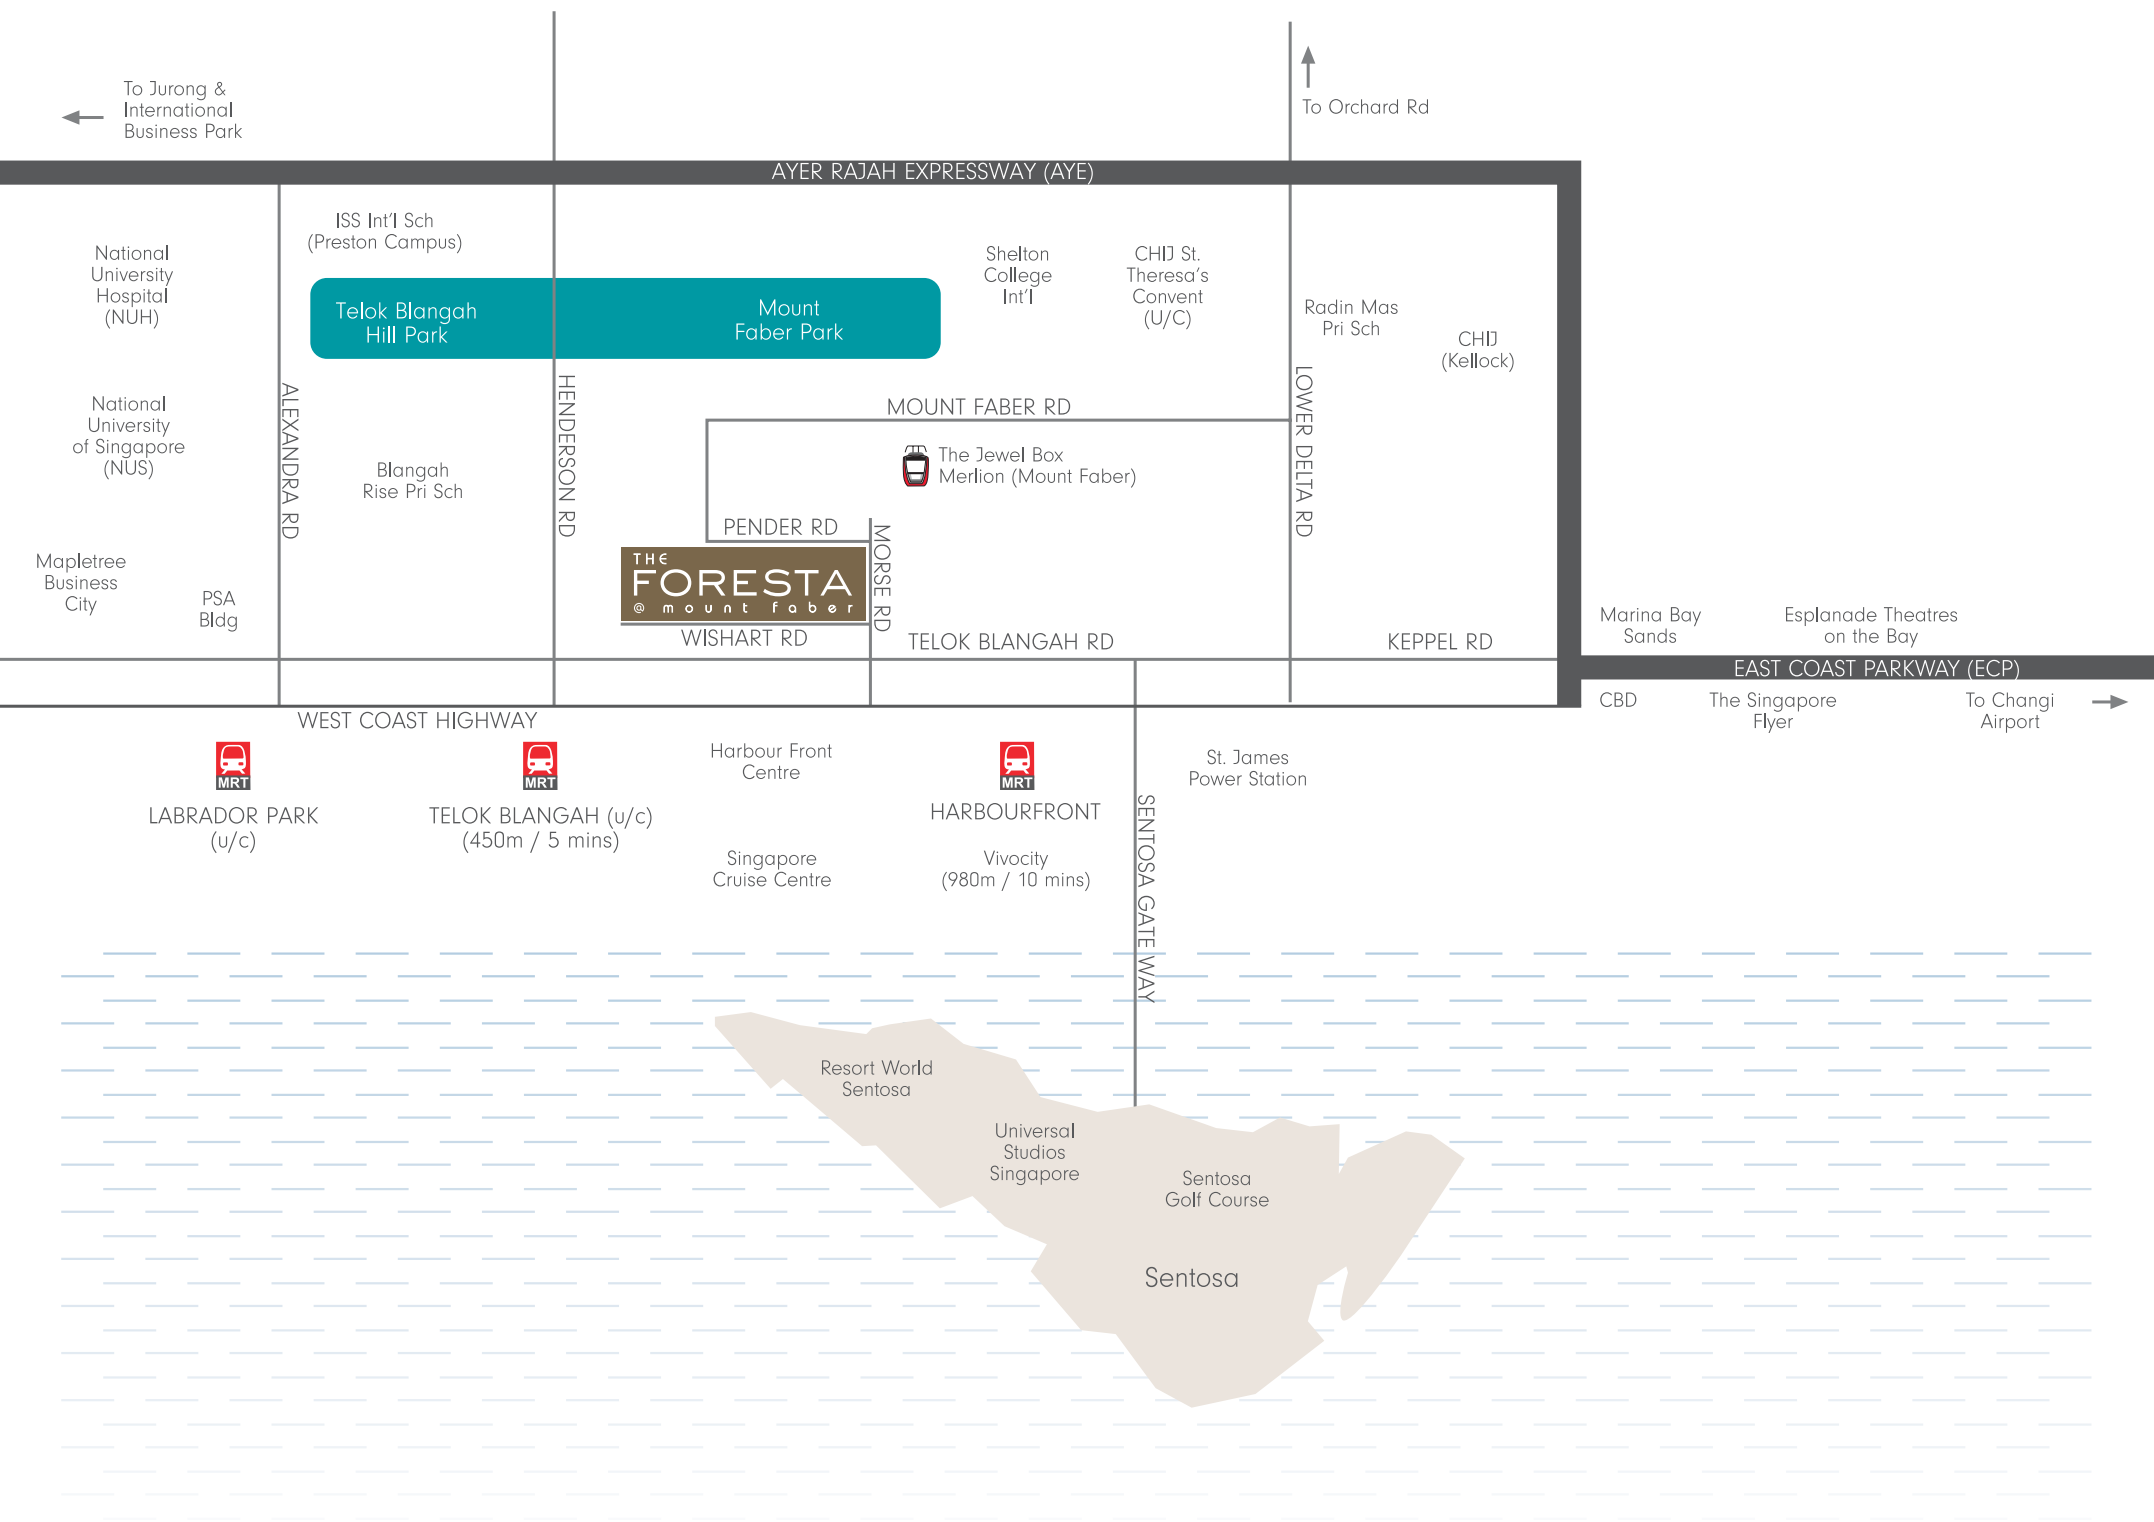 To Jurong &
International
Business Park
To Orchard Rd
AYER RAJAH EXPRESSWAY (AYE)
ISS Int'l Sch
(Preston Campus)
National
University
Hospital
(NUH)
Shelton
College
Int'l
CHIJ St.
Theresa's
Convent
(U/C)
Telok Blangah
Hill Park
Mount
Faber Park
Radin Mas
Pri Sch
CHIJ
(Kellock)
ALEXANDRA RD
HENDERSON RD
LOWER DELTA RD
National
University
of Singapore
(NUS)
MOUNT FABER RD
The Jewel Box
Merlion (Mount Faber)
Blangah
Rise Pri Sch
PENDER RD
MORSE RD
THE
FORESTA
@ mount faber
Mapletree
Business
City
PSA
Bldg
WISHART RD
TELOK BLANGAH RD
KEPPEL RD
Marina Bay
Sands
Esplanade Theatres
on the Bay
EAST COAST PARKWAY (ECP)
CBD
The Singapore
Flyer
To Changi
Airport
WEST COAST HIGHWAY
MRT
LABRADOR PARK
(u/c)
MRT
TELOK BLANGAH (u/c)
(450m / 5 mins)
Harbour Front
Centre
MRT
HARBOURFRONT
St. James
Power Station
SENTOSA GATE WAY
Singapore
Cruise Centre
Vivocity
(980m / 10 mins)
Resort World
Sentosa
Universal
Studios
Singapore
Sentosa
Golf Course
Sentosa